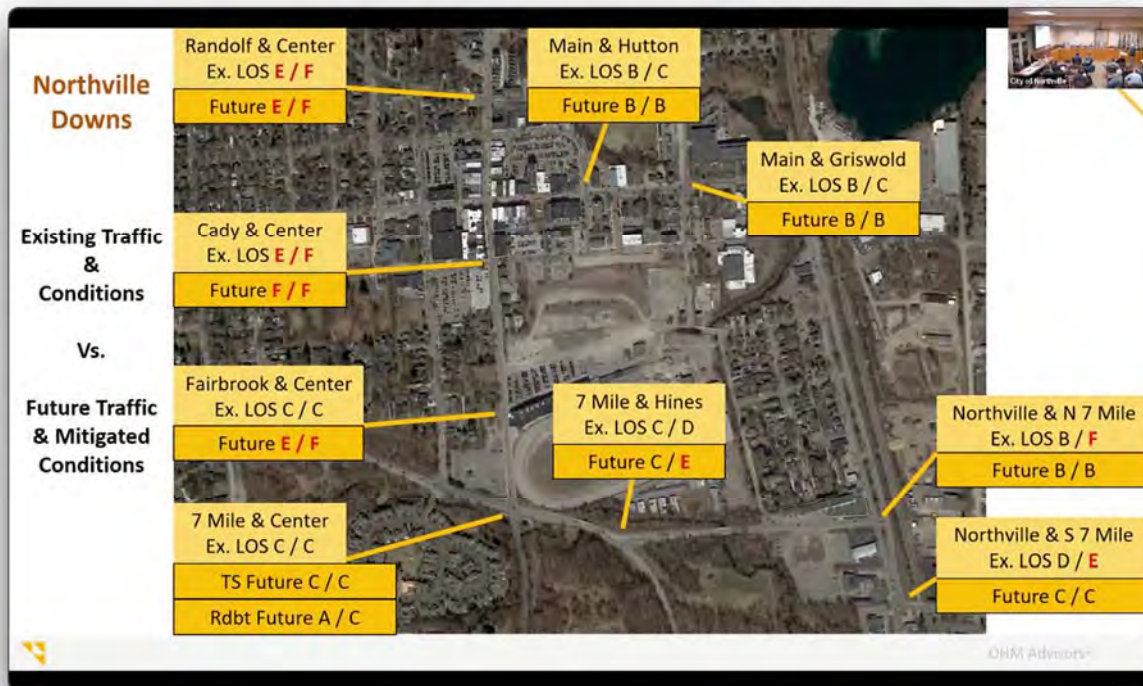 Northville
Downs
Existing Traffic
&
Conditions
Vs.
Future Traffic
& Mitigated
Conditions
Randolf & Center
Ex. LOS E / F
Future E / F
Main & Hutton
Ex. LOS B / C
Future B / B
Main & Griswold
Ex. LOS B / C
Future B / B
Cady & Center
Ex. LOS E / F
Future F / F
Fairbrook & Center
Ex. LOS C / C
Future E / F
7 Mile & Hines
Ex. LOS C / D
Future C / E
Northville & N 7 Mile
Ex. LOS B / F
Future B / B
7 Mile & Center
Ex. LOS C / C
TS Future C / C
Rdbt Future A / C
Northville & S 7 Mile
Ex. LOS D / E
Future C / C
City of Northville
OHM Advisors